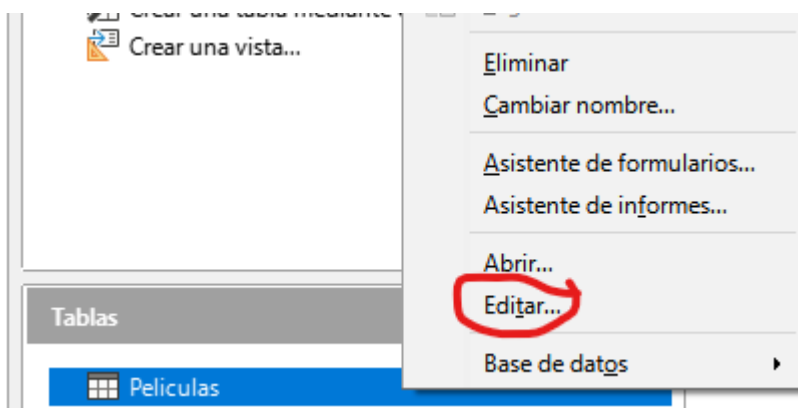 Crear una vista...
Eliminar
Cambiar nombre...
Asistente de formularios...
Asistente de informes...
Abrir...
Editar...
Base de datos
Tablas
Peliculas